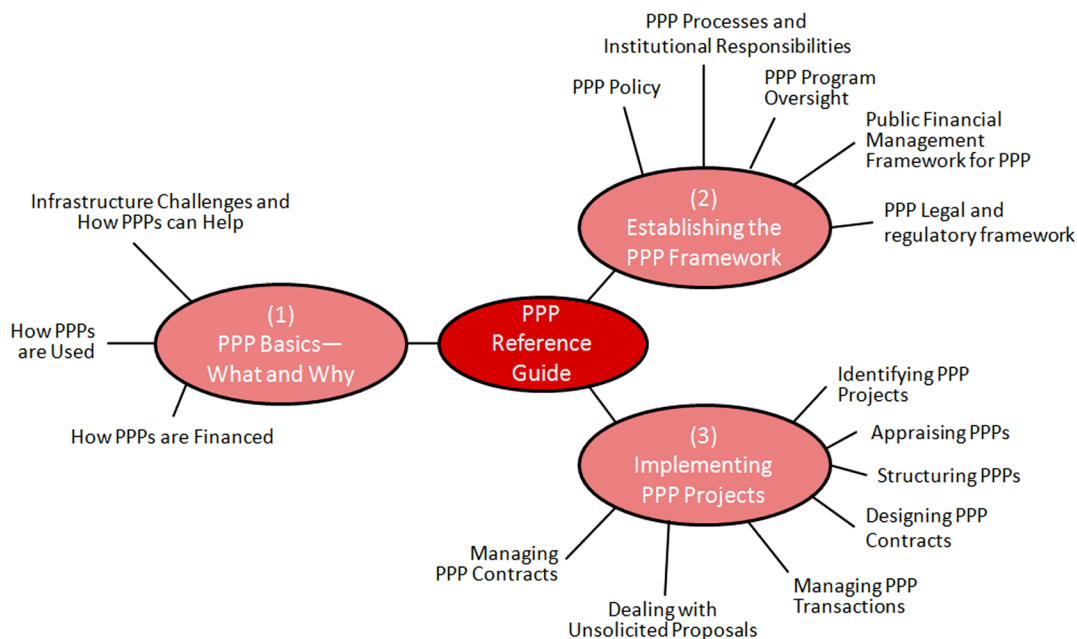 PPP Processes and
Institutional Responsibilities
PPP Policy
PPP Program
Oversight
Public Financial
Management
Framework for PPP
PPP Legal and
regulatory framework
(2)
Establishing the
PPP Framework
Infrastructure Challenges and
How PPPs can Help
How PPPs
are Used
How PPPs are Financed
(1)
PPP Basics—
What and Why
PPP
Reference
Guide
(3)
Implementing
PPP Projects
Identifying PPP
Projects
Appraising PPPs
Structuring PPPs
Designing PPP
Contracts
Managing PPP
Transactions
Dealing with
Unsolicited Proposals
Managing
PPP Contracts